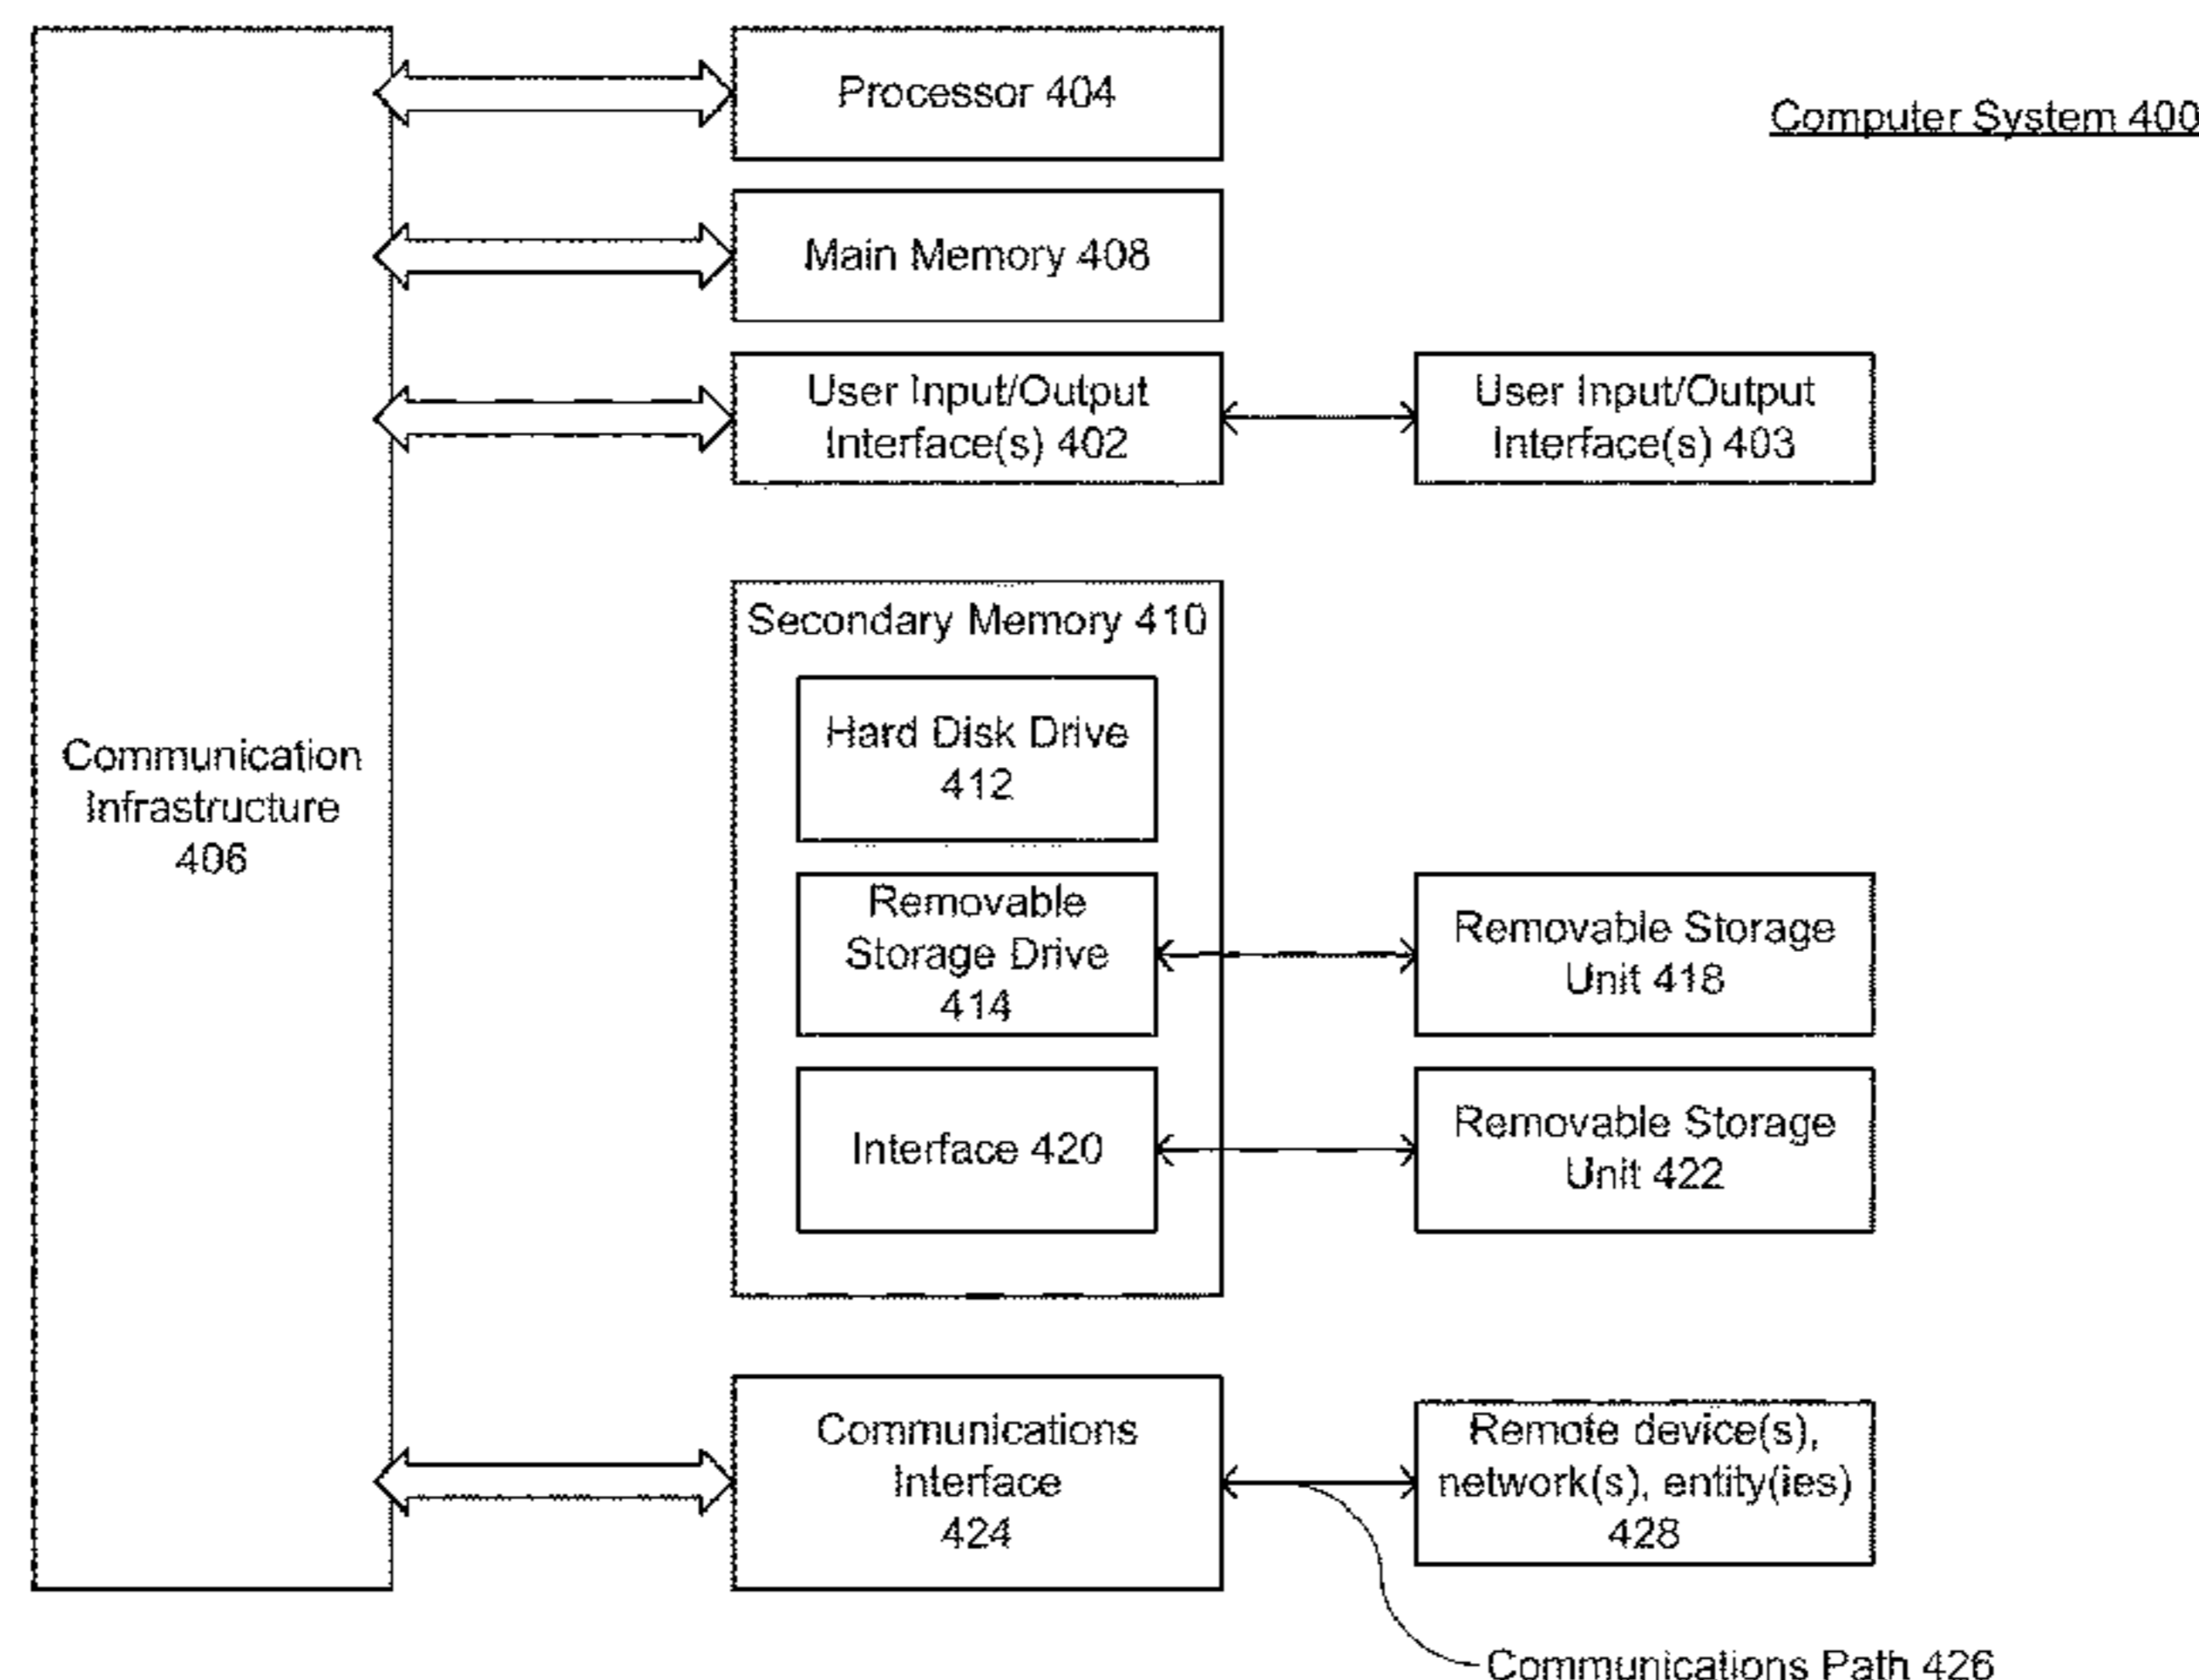 Processor 404
Computer System 400
Main Memory 408
User Input/Output
Interface(s) 402
User Input/Output
Interface(s) 403
Secondary Memory 410
Hard Disk Drive
412
Communication
Infrastructure
406
Removable
Storage Drive
414
Removable Storage
Unit 418
Interface 420
Removable Storage
Unit 422
Communications
Interface
424
Remote device(s),
network(s), entity(ies)
428
Communications Path 426